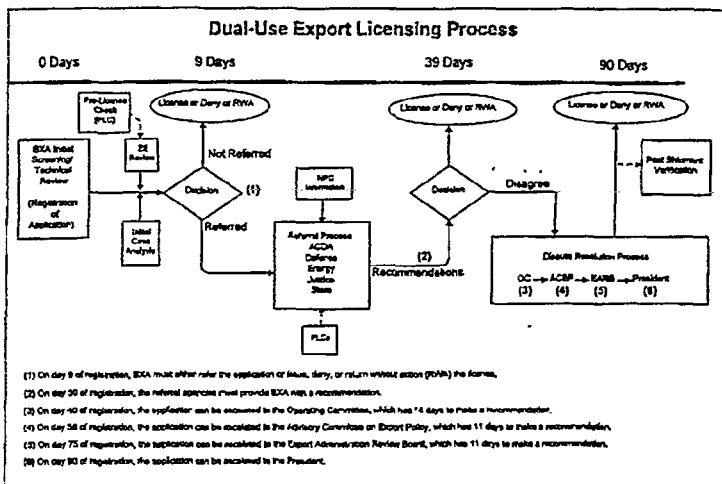 Dual-Use Export Licensing Process
0 Days
9 Days
39 Days
90 Days
Pre-License
Check
(PLC)
License or Deny or RWA
License or Deny or RWA
License or Deny or RWA
BXA Initial
Screening/
Technical
Review
(Registration
of
Application)
Review
Not Referred
Decision
(1)
Initial
Case
Analysis
Referred
Information
Referral Process
ACDA
Defense
Energy
Justice
State
PLCs
Decision
Disagree
(2)
Recommendations
Post Shipment
Verification
Dispute Resolution Process
OC
ACEP
EARB
President
(3)
(4)
(5)
(6)
(1) On day 9 of registration, BXA must either refer the application or issue, deny, or return without action (RWA) the license.
(2) On day 39 of registration, the referral agencies must provide BXA with a recommendation.
(3) On day 40 of registration, the application can be escalated to the Operating Committee, which has 14 days to make a recommendation.
(4) On day of registration, the application can be escalated to the Advisory Committee on Export Policy, which has 11 days to make a recommendation.
(5) On day 75 of registration, the application can be escalated to the Export Administration Review Board, which has 11 days to make a recommendation.
(6) On day 90 of registration, the application can be escalated to the President.